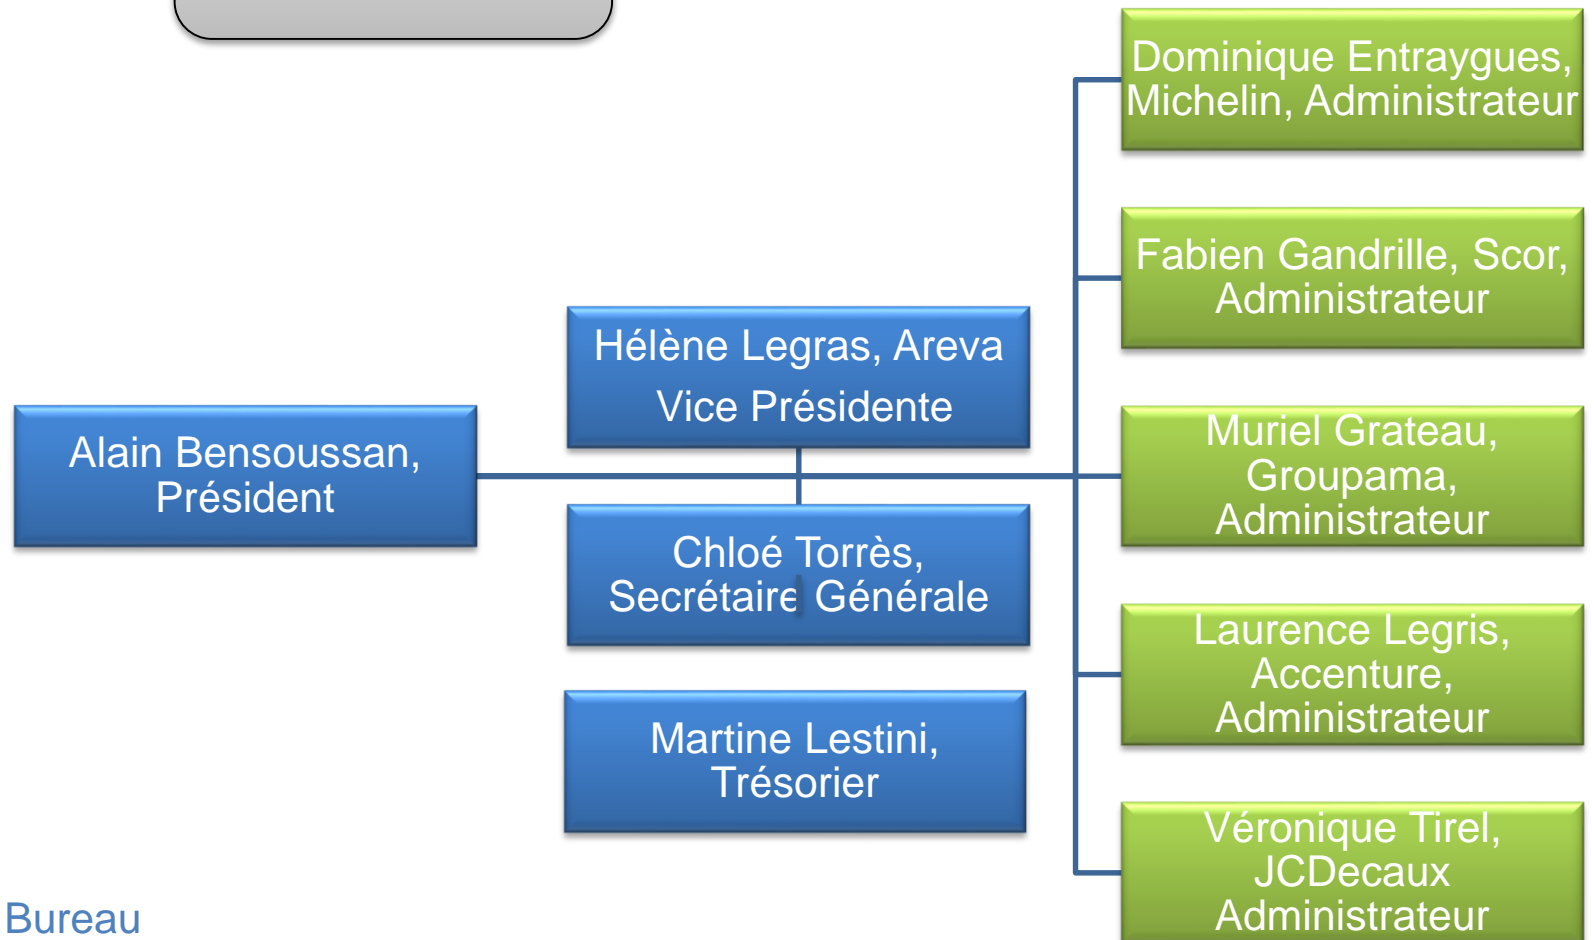 Alain Bensoussan,
Président
Hélène Legras, Areva
Vice Présidente
Chloé Torrès,
Secrétaire Générale
Martine Lestini,
Trésorier
Dominique Entraygues,
Michelin, Administrateur
Fabien Gandrille, Scor,
Administrateur
Muriel Grateau,
Groupama,
Administrateur
Laurence Legris,
Accenture,
Administrateur
Véronique Tirel,
JCDecaux
Administrateur
Bureau